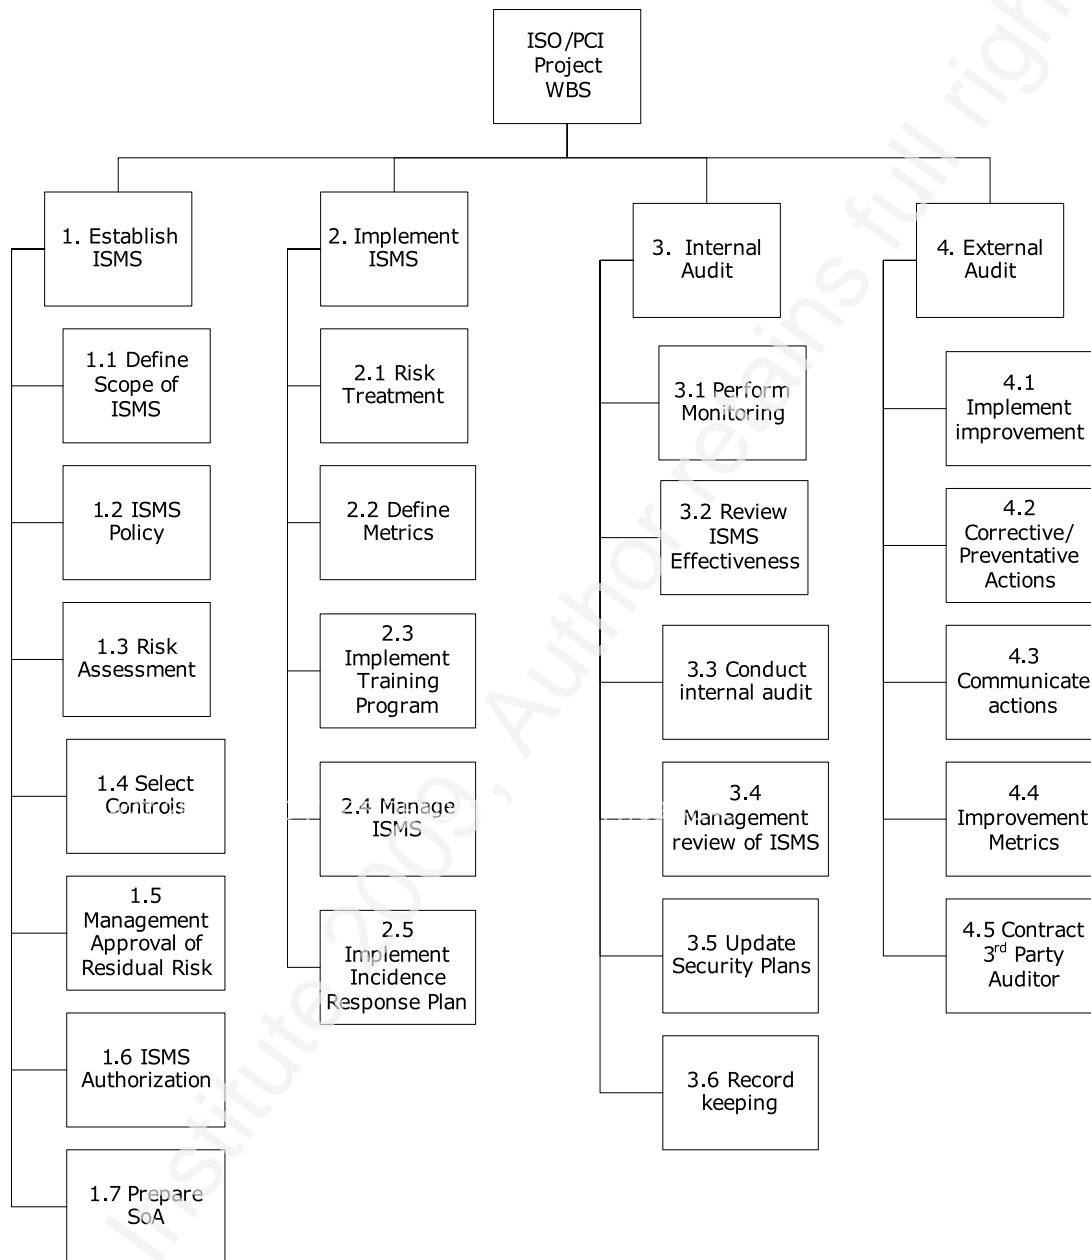 ISO/PCI
Project
WBS
1. Establish
ISMS
1.1 Define
Scope of
ISMS
1.2 ISMS
Policy
1.3 Risk
Assessment
1.4 Select
Controls
1.5
Management
Approval of
Residual Risk
1.6 ISMS
Authorization
1.7 Prepare
SoA
2. Implement
ISMS
2.1 Risk
Treatment
2.2 Define
Metrics
2.3
Implement
Training
Program
2.4 Manage
ISMS
2.5
Implement
Incidence
Response Plan
3. Internal
Audit
3.1 Perform
Monitoring
3.2 Review
ISMS
Effectiveness
3.3 Conduct
internal audit
3.4
Management
review of ISMS
3.5 Update
Security Plans
3.6 Record
keeping
4. External
Audit
4.1
Implement
improvement
4.2
Corrective/
Preventative
Actions
4.3
Communicate
actions
4.4
Improvement
Metrics
4.5 Contract
3rd Party
Auditor
Institute 2009, Author retains full right